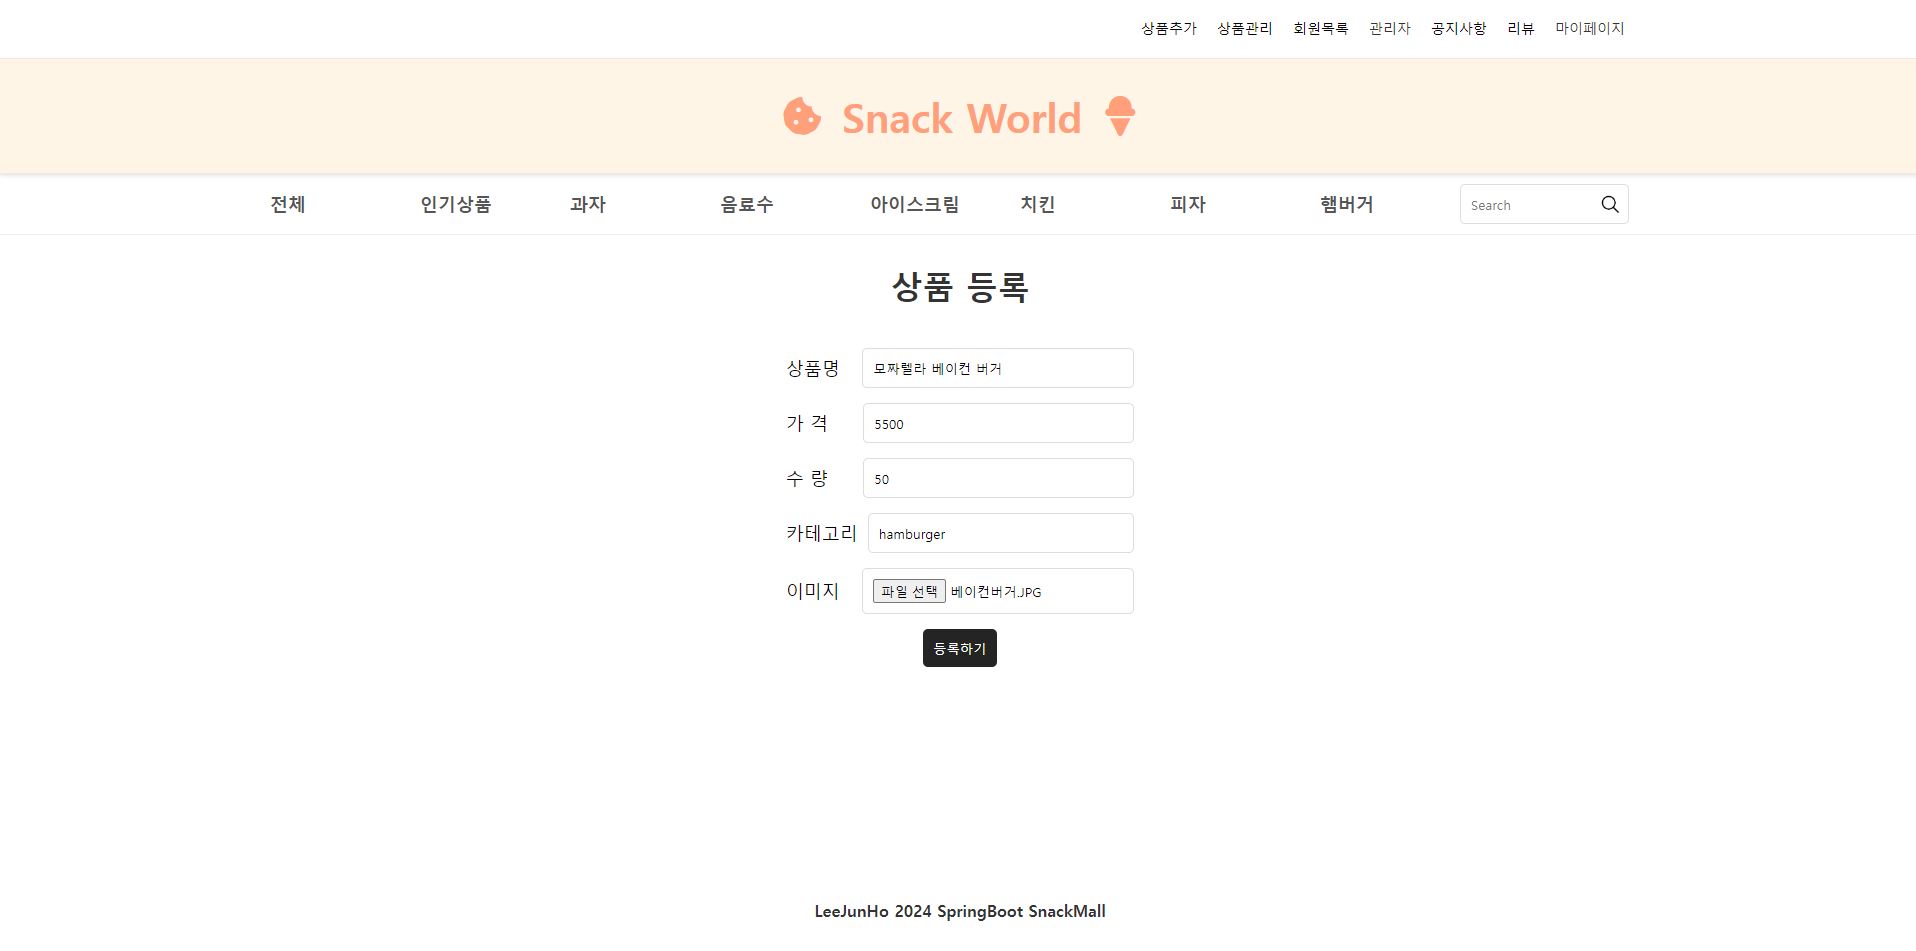 상품추가 상품관리 회원목록 관리자 공지사항 리뷰 마이페이지
Snack World
전체 인기상품 과자 음료수 아이스크림 치킨 피자 햄버거 Search
상품 등록
상품명 모짜렐라 베이컨 버거
가 격 5500
수 량 50
카테고리 hamburger
이미지 파일 선택 베이컨버거.JPG
등록하기
LeeJunHo 2024 SpringBoot SnackMall